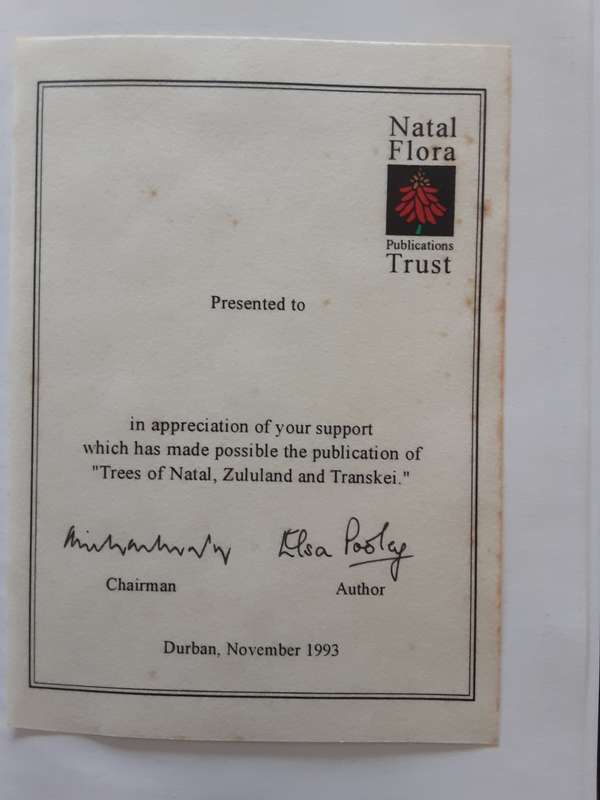 Natal
Flora
Publications
Trust
Presented to
in appreciation of your support
which has made possible the publication of
"Trees of Natal, Zululand and Transkei."
Elsa Pooley
Chairman
Author
Durban, November 1993